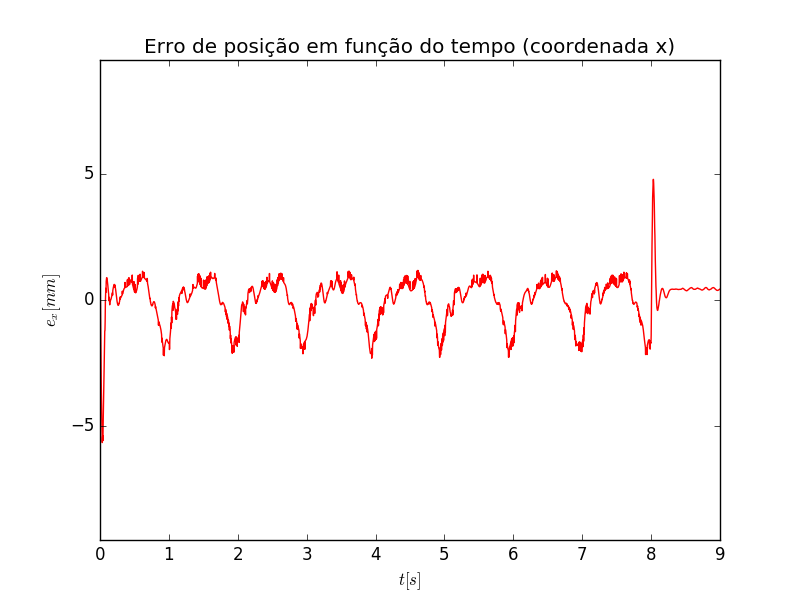 Erro de posição em função do tempo (coordenada x)
5
0
−5
e_x[mm]
0 1 2 3 4 5 6 7 8 9
t[s]